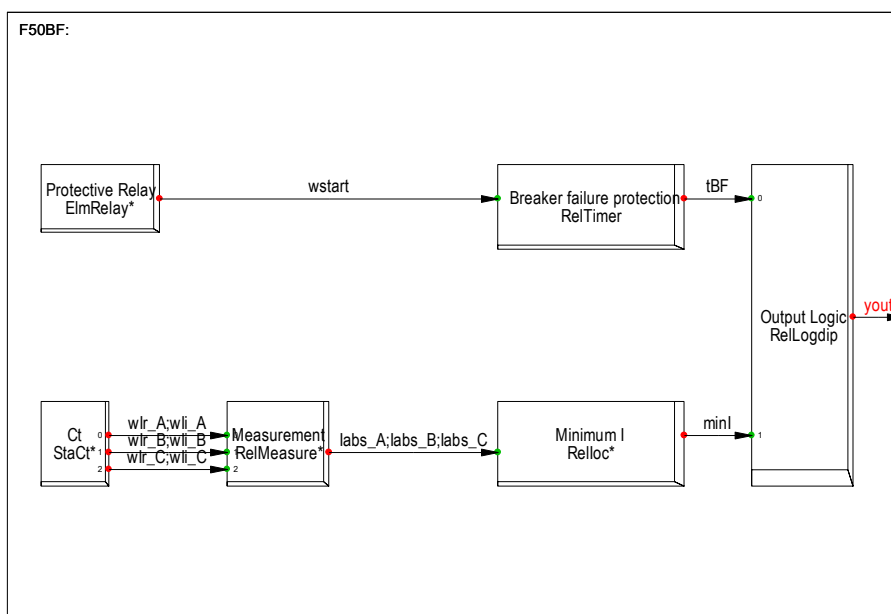 F50BF:
Protective Relay
ElmRelay*
wstart
Breaker failure protection
RelTimer
tBF
0
Output Logic
RelLogdip
yout
Ct
StaCt*
0
1
2
wIr_A;wIi_A
wIr_B;wIi_B
wIr_C;wIi_C
Measurement
RelMeasure*
2
Iabs_A;Iabs_B;Iabs_C
Minimum I
RelIoc*
minI
1